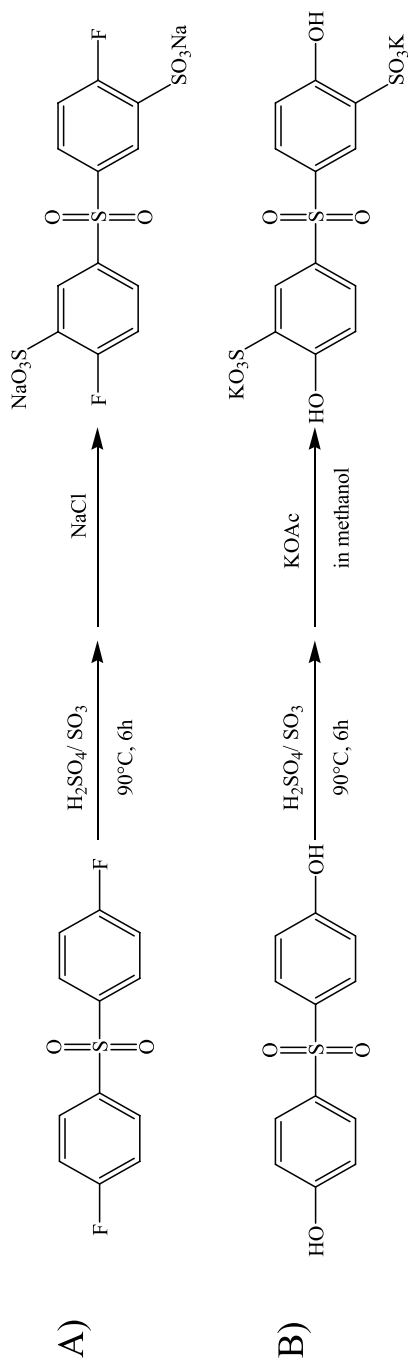 A)
F
O
S
O
F
H₂SO₄/ SO₃
90°C, 6h
NaCl
NaO₃S
F
O
S
O
F
SO₃Na
B)
HO
O
S
O
OH
H₂SO₄/ SO₃
90°C, 6h
KOAc
in methanol
KO₃S
HO
O
S
O
OH
SO₃K